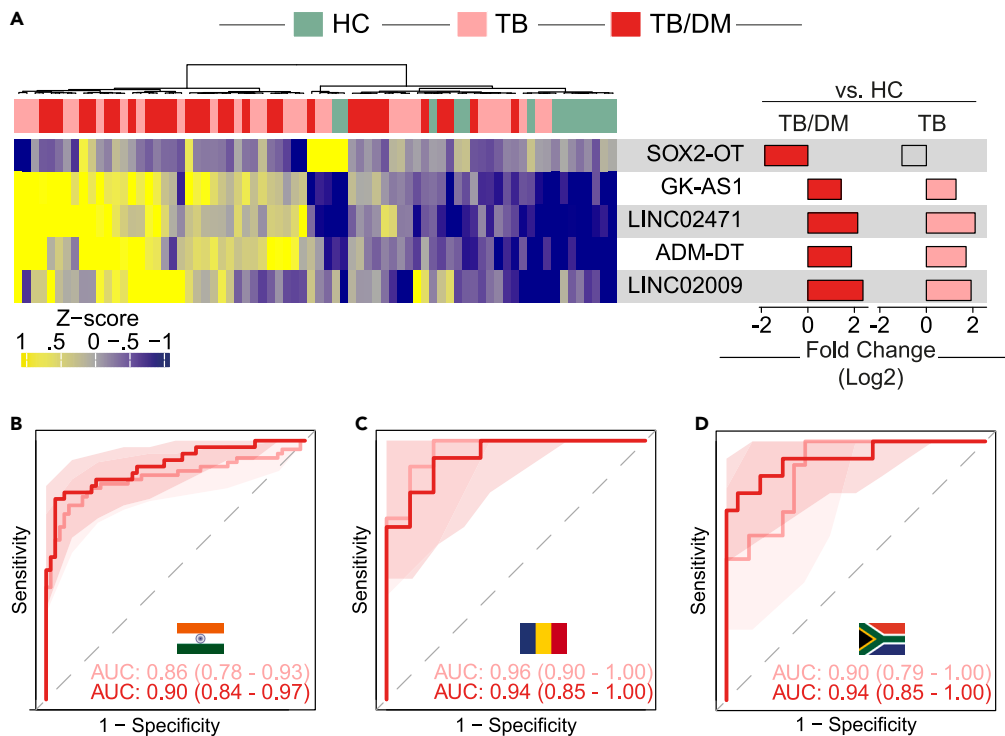 A
HC TB TB/DM
vs. HC
TB/DM TB
SOX2-OT
GK-AS1
LINC02471
ADM-DT
LINC02009
Z−score
1 .5 0 -.5 −1
-2 0 2 -2 0 2
Fold Change
(Log2)
B
Sensitivity
AUC: 0.86 (0.78 - 0.93)
AUC: 0.90 (0.84 - 0.97)
1 − Specificity
C
Sensitivity
AUC: 0.96 (0.90 - 1.00)
AUC: 0.94 (0.85 - 1.00)
1 − Specificity
D
Sensitivity
AUC: 0.90 (0.79 - 1.00)
AUC: 0.94 (0.85 - 1.00)
1 − Specificity